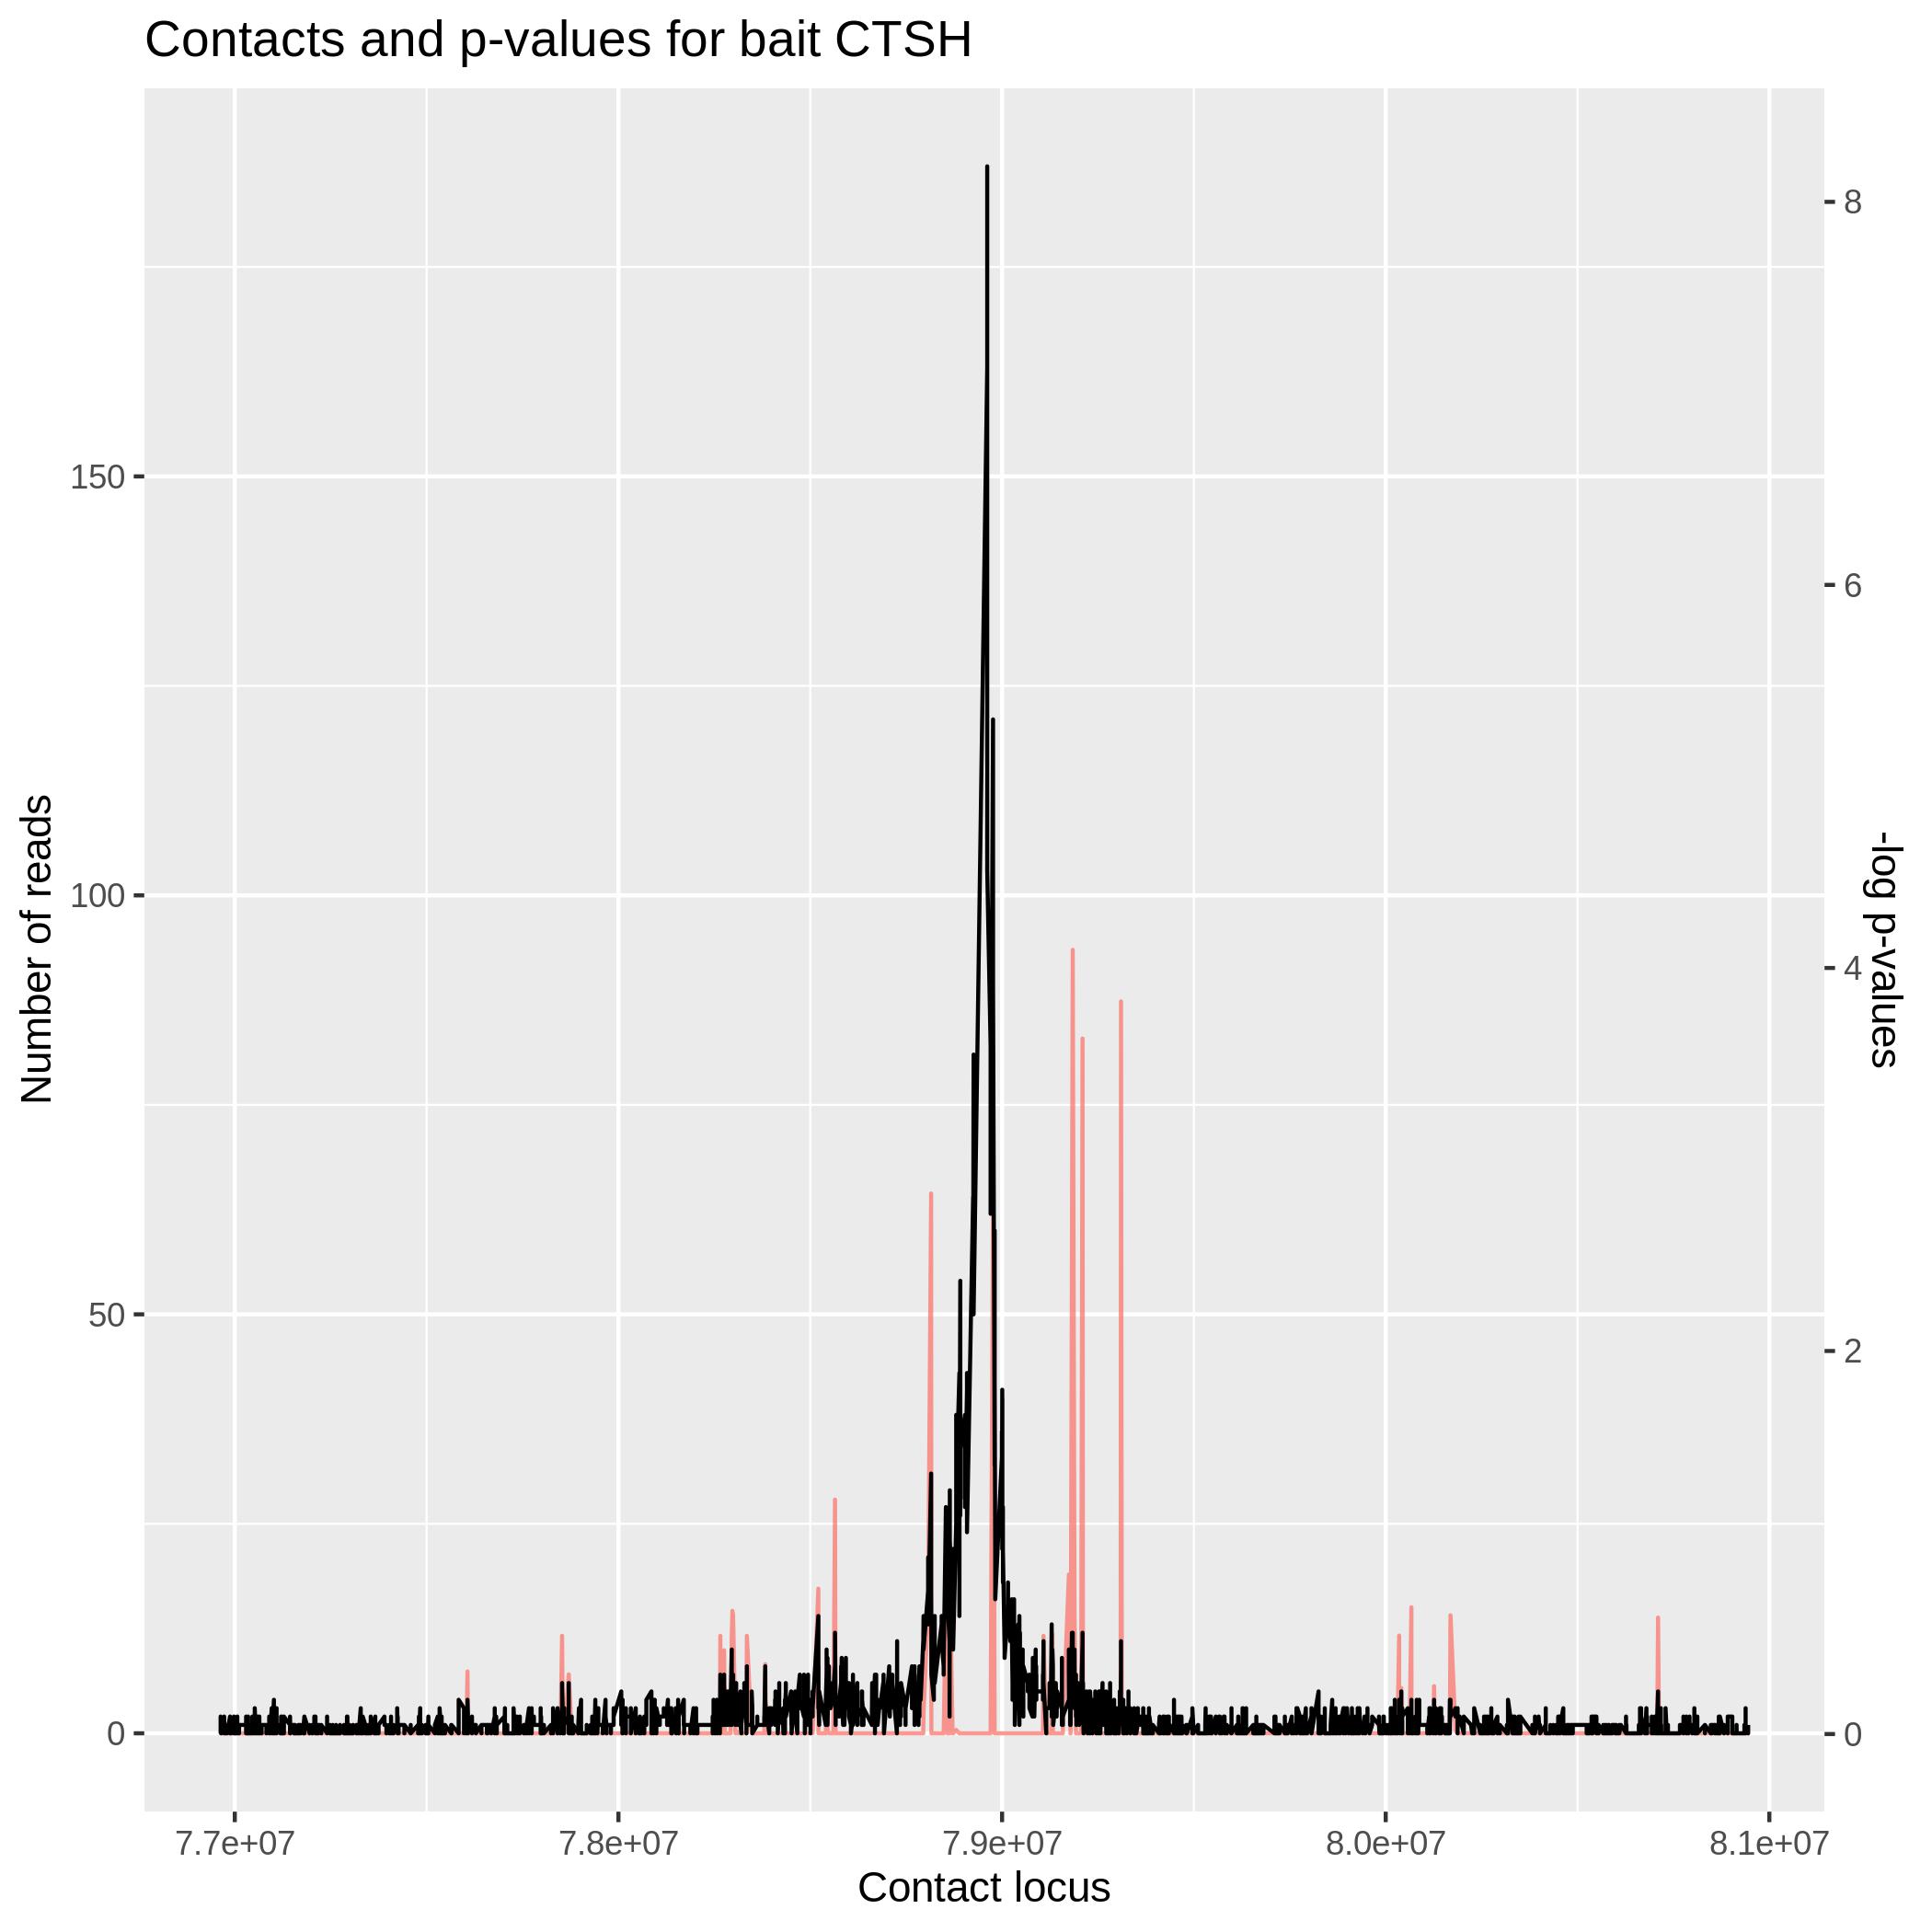 Contacts and p-values for bait CTSH
Number of reads
150
100
50
0
8
6
4
2
0
-log p-values
7.7e+07
7.8e+07
7.9e+07
8.0e+07
8.1e+07
Contact locus